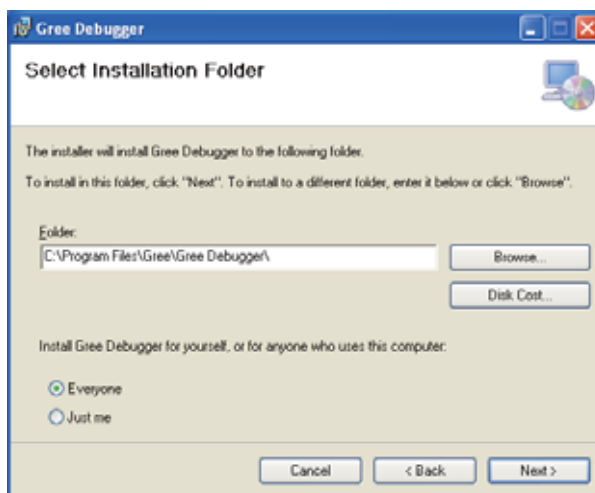 Gree Debugger
Select Installation Folder
The installer will install Gree Debugger to the following folder.
To install in this folder, click "Next". To install to a different folder, enter it below or click "Browse".
Folder:
C:\Program Files\Gree\Gree Debugger\
Browse...
Disk Cost...
Install Gree Debugger for yourself, or for anyone who uses this computer:
Everyone
Just me
Cancel
< Back
Next >